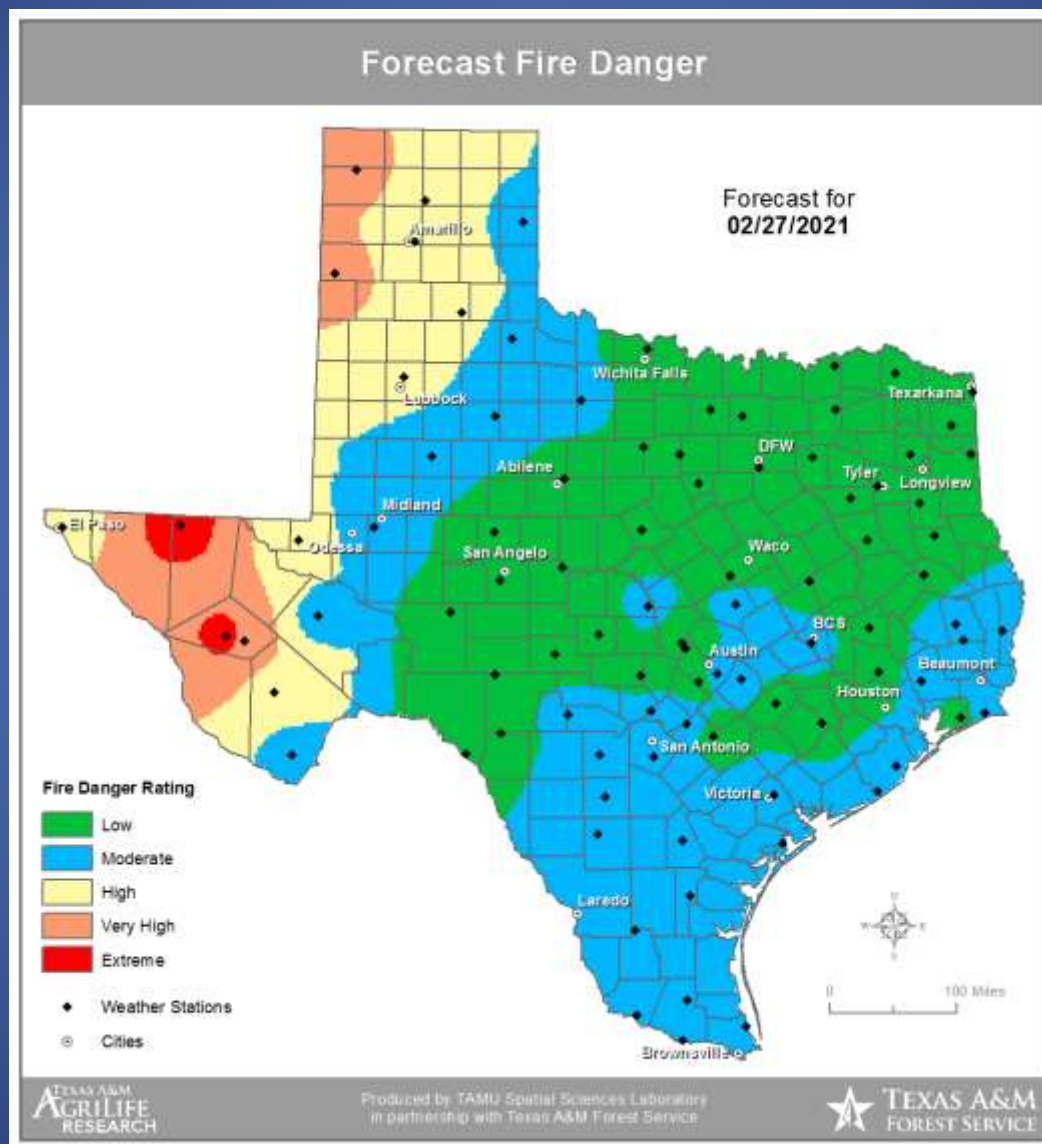 Forecast Fire Danger
Forecast for
02/27/2021
Amarillo
Lubbock
Wichita Falls
Texarkana
DFW
Abilene
Tyler
Longview
Midland
El Paso
Odessa
San Angelo
Waco
BCS
Austin
Beaumont
Houston
San Antonio
Victoria
Laredo
Brownsville
Fire Danger Rating
Low
Moderate
High
Very High
Extreme
Weather Stations
Cities
N
W E
S
0 100 Miles
TEXAS A&M
AGRILIFE
RESEARCH
Produced by TAMU Spatial Sciences Laboratory
in partnership with Texas A&M Forest Service
TEXAS A&M
FOREST SERVICE